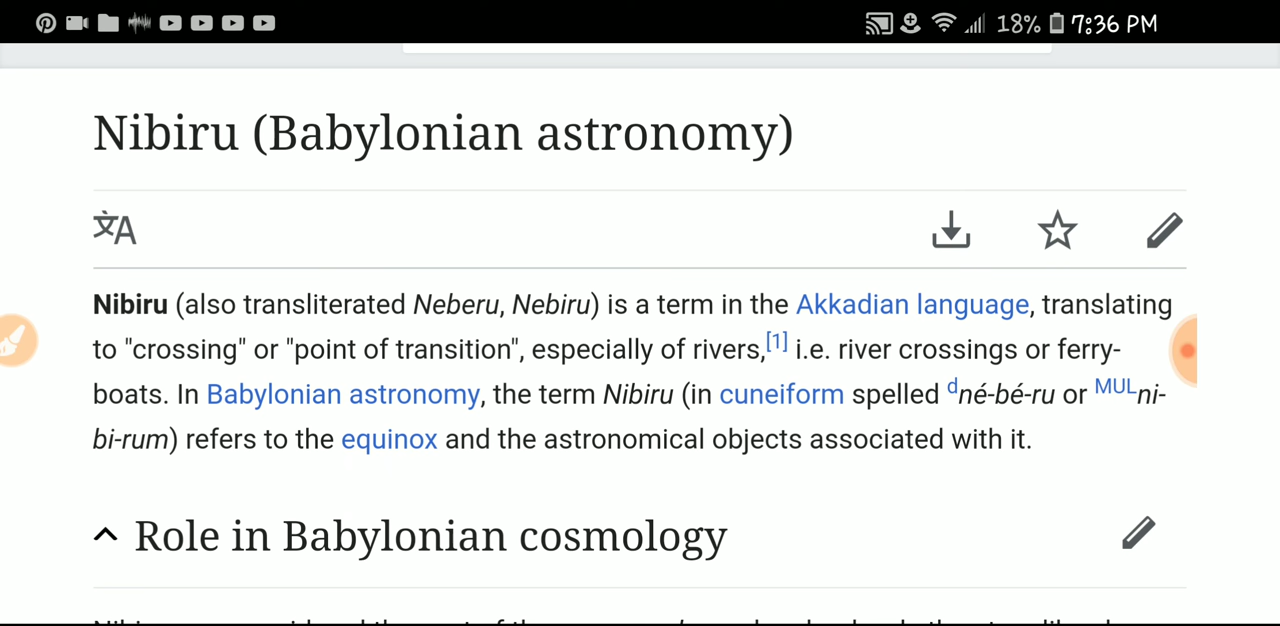 18% 7:36 PM
Nibiru (Babylonian astronomy)
文A
Nibiru (also transliterated Neberu, Nebiru) is a term in the Akkadian language, translating
to "crossing" or "point of transition", especially of rivers,[1] i.e. river crossings or ferry-
boats. In Babylonian astronomy, the term Nibiru (in cuneiform spelled dné-bé-ru or MULni-
bi-rum) refers to the equinox and the astronomical objects associated with it.
Role in Babylonian cosmology